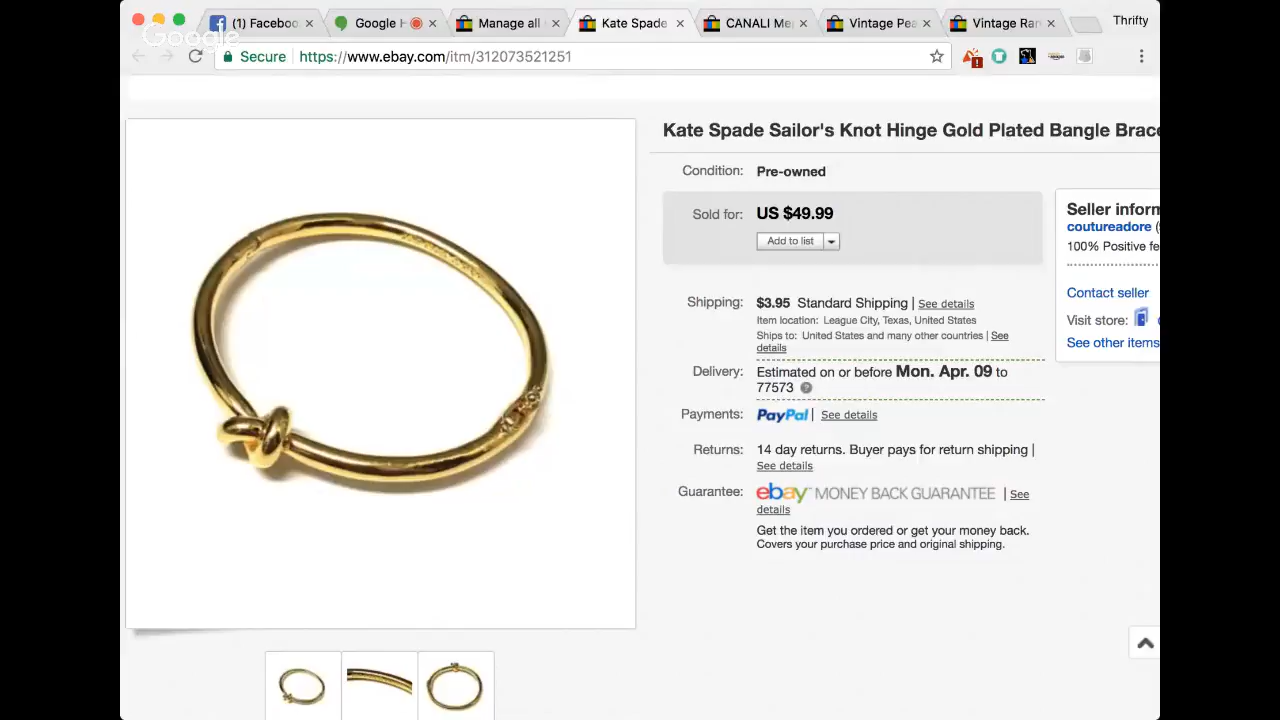 (1) Facebo
Google H
Manage all
Kate Spade
CANALI Me
Vintage Pea
Vintage Ran
Thrifty
Google
Secure
https://www.ebay.com/itm/312073521251
Kate Spade Sailor's Knot Hinge Gold Plated Bangle Brace
Condition: Pre-owned
Sold for: US $49.99
Add to list
Seller inform
coutureadore
100% Positive fe
Contact seller
Visit store:
See other items
Shipping: $3.95 Standard Shipping | See details
Item location: League City, Texas, United States
Ships to: United States and many other countries | See
details
Delivery: Estimated on or before Mon. Apr. 09 to
77573
Payments: PayPal | See details
Returns: 14 day returns. Buyer pays for return shipping |
See details
Guarantee: ebay MONEY BACK GUARANTEE | See
details
Get the item you ordered or get your money back.
Covers your purchase price and original shipping.